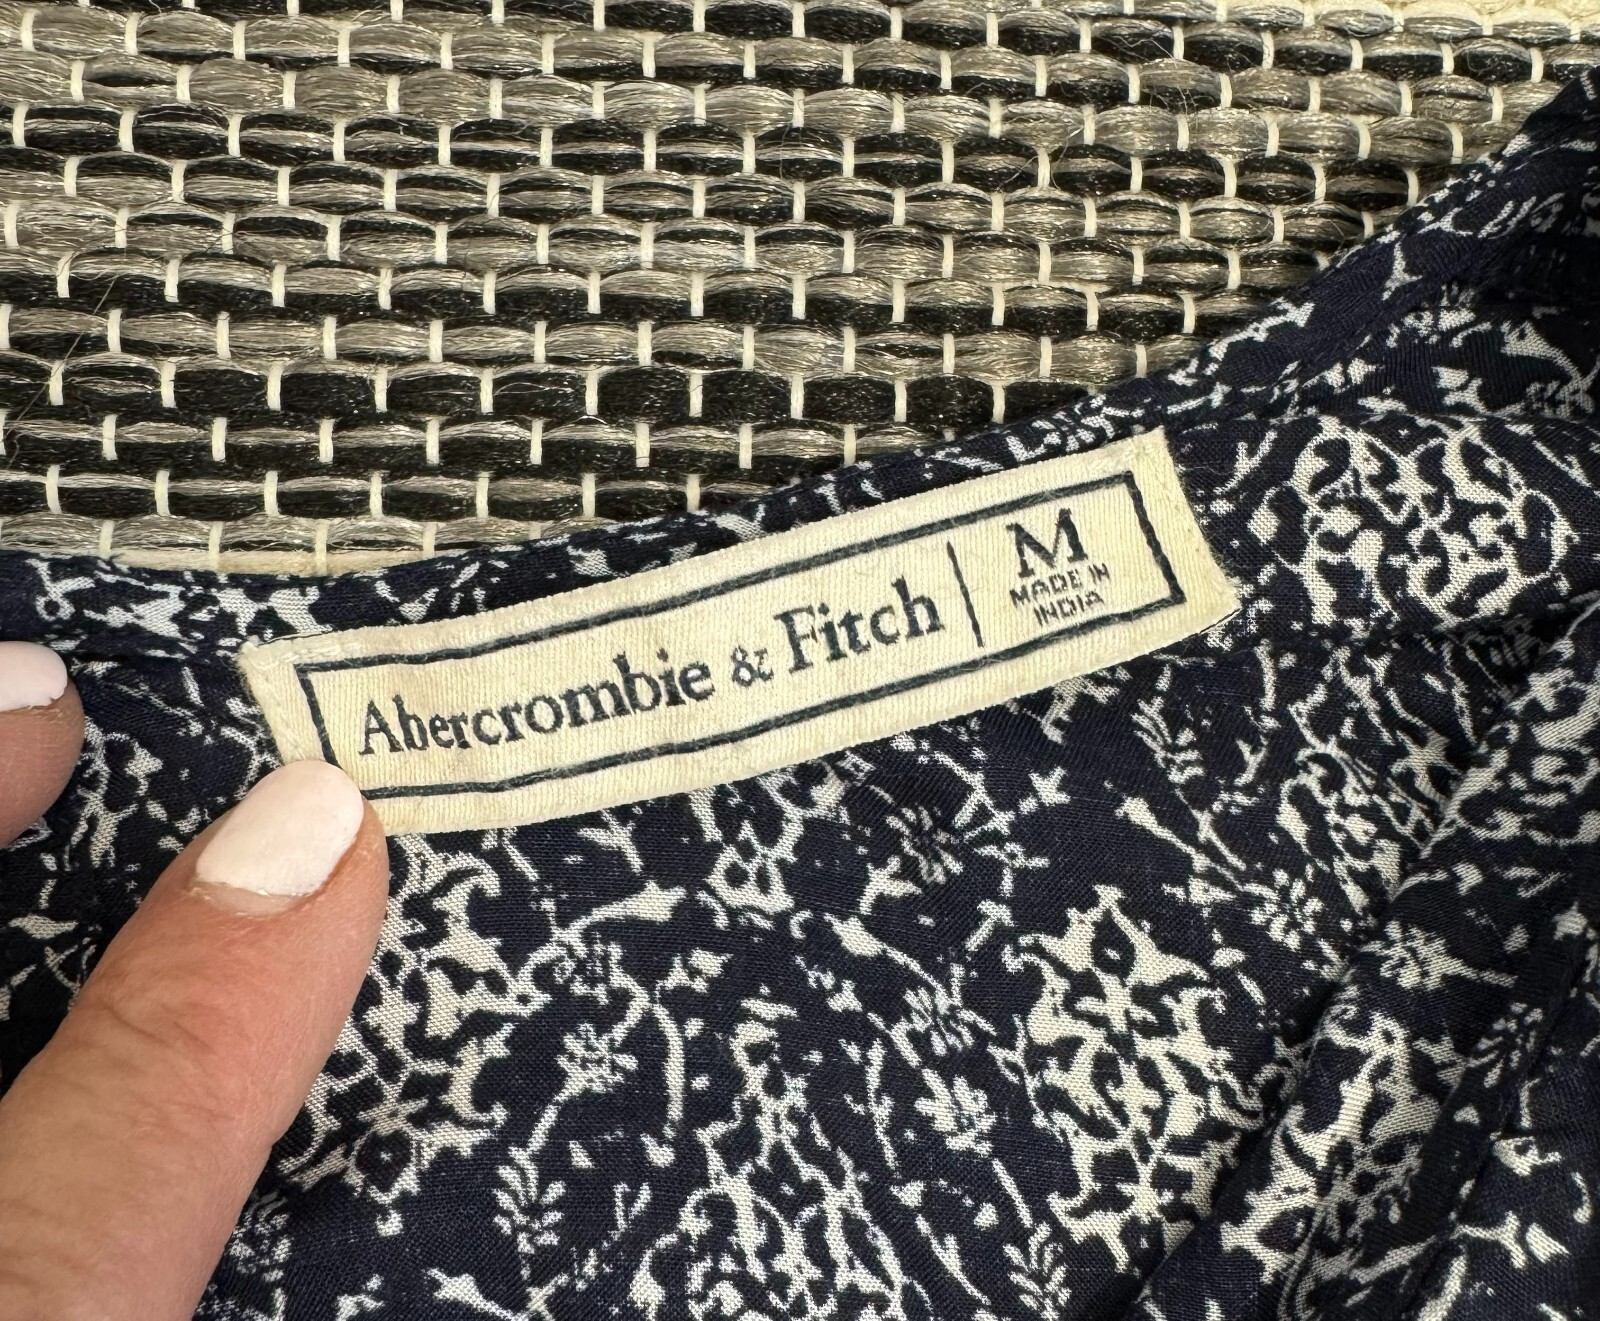 Abercrombie & Fitch
M
MADE IN
INDIA